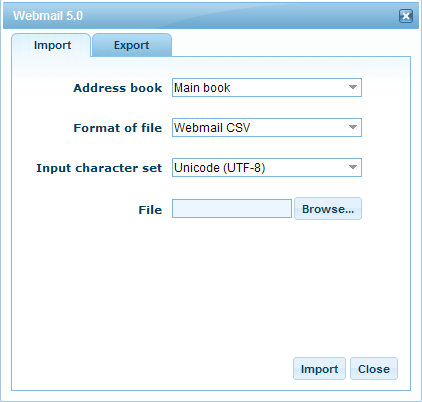 Webmail 5.0
Import Export
Address book Main book
Format of file Webmail CSV
Input character set Unicode (UTF-8)
File Browse...
Import Close